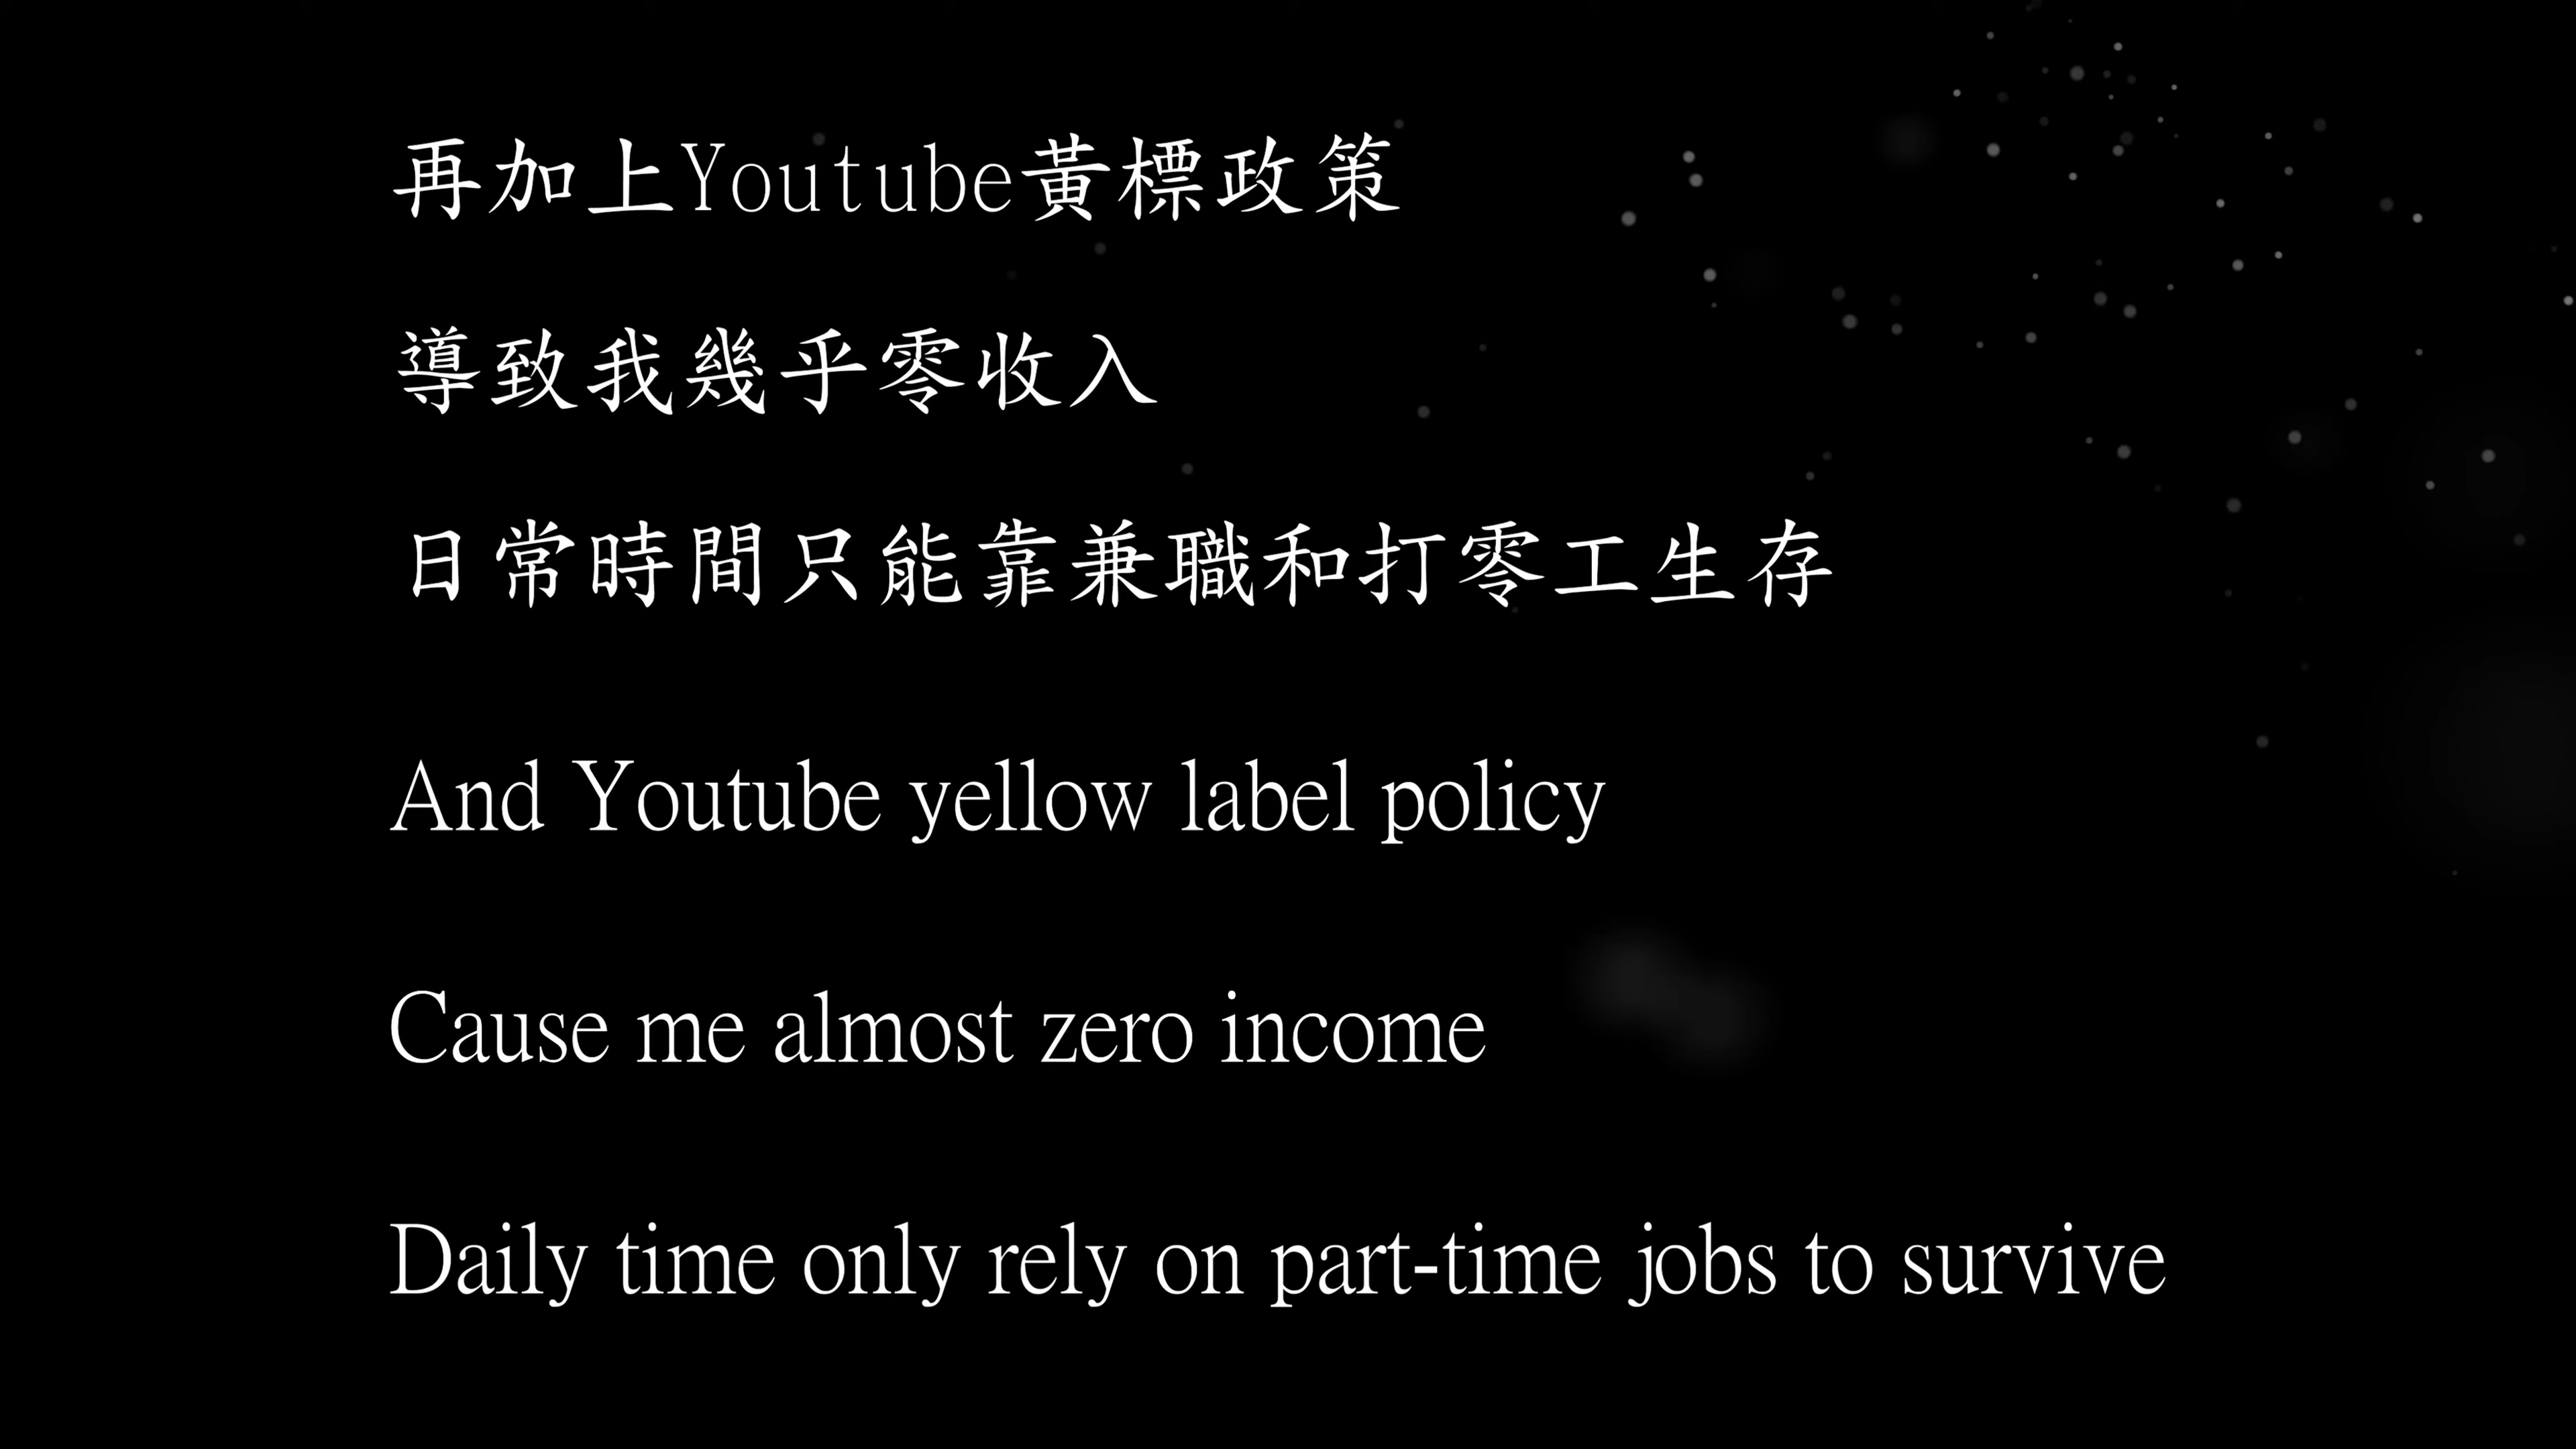 再加上Youtube黃標政策
導致我幾乎零收入
日常時間只能靠兼職和打零工生存
And Youtube yellow label policy
Cause me almost zero income
Daily time only rely on part-time jobs to survive